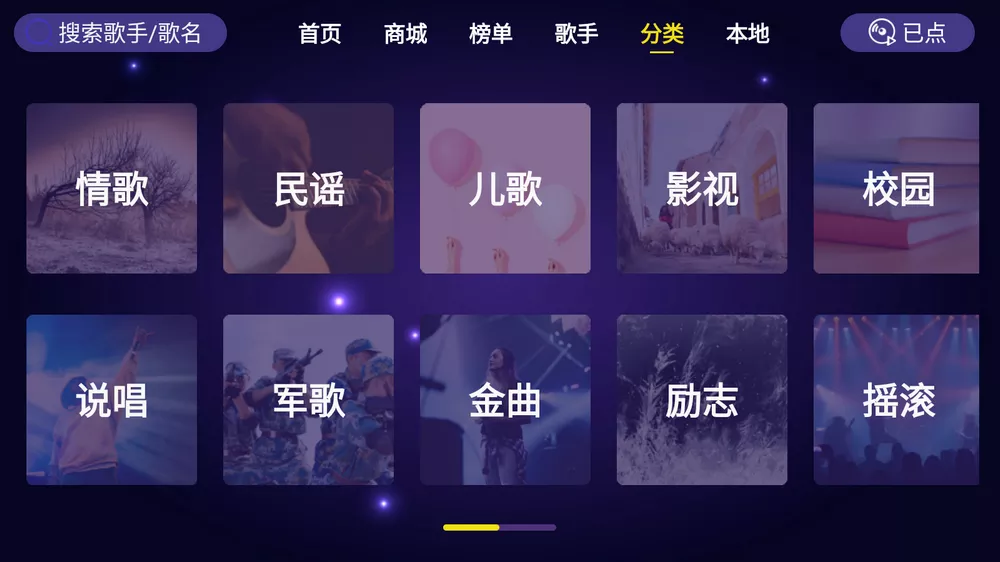 搜索歌手/歌名
首页 商城 榜单 歌手 分类 本地
已点
情歌 民谣 儿歌 影视 校园
说唱 军歌 金曲 励志 摇滚